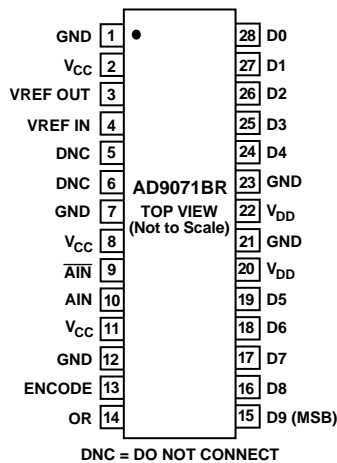 GND 1 28 D0
VCC 2 27 D1
VREF OUT 3 26 D2
VREF IN 4 25 D3
DNC 5 24 D4
DNC 6 23 GND
GND 7 22 VDD
VCC 8 21 GND
AIN 9 20 VDD
AIN 10 19 D5
VCC 11 18 D6
GND 12 17 D7
ENCODE 13 16 D8
OR 14 15 D9 (MSB)
AD9071BR
TOP VIEW
(Not to Scale)
DNC = DO NOT CONNECT